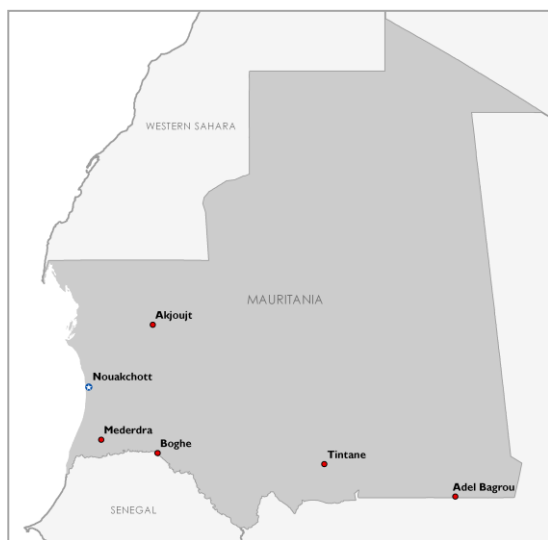 WESTERN SAHARA
MAURITANIA
Akjoujt
Nouakchott
Mederdra
Boghe
Tintane
Adel Bagrou
SENEGAL